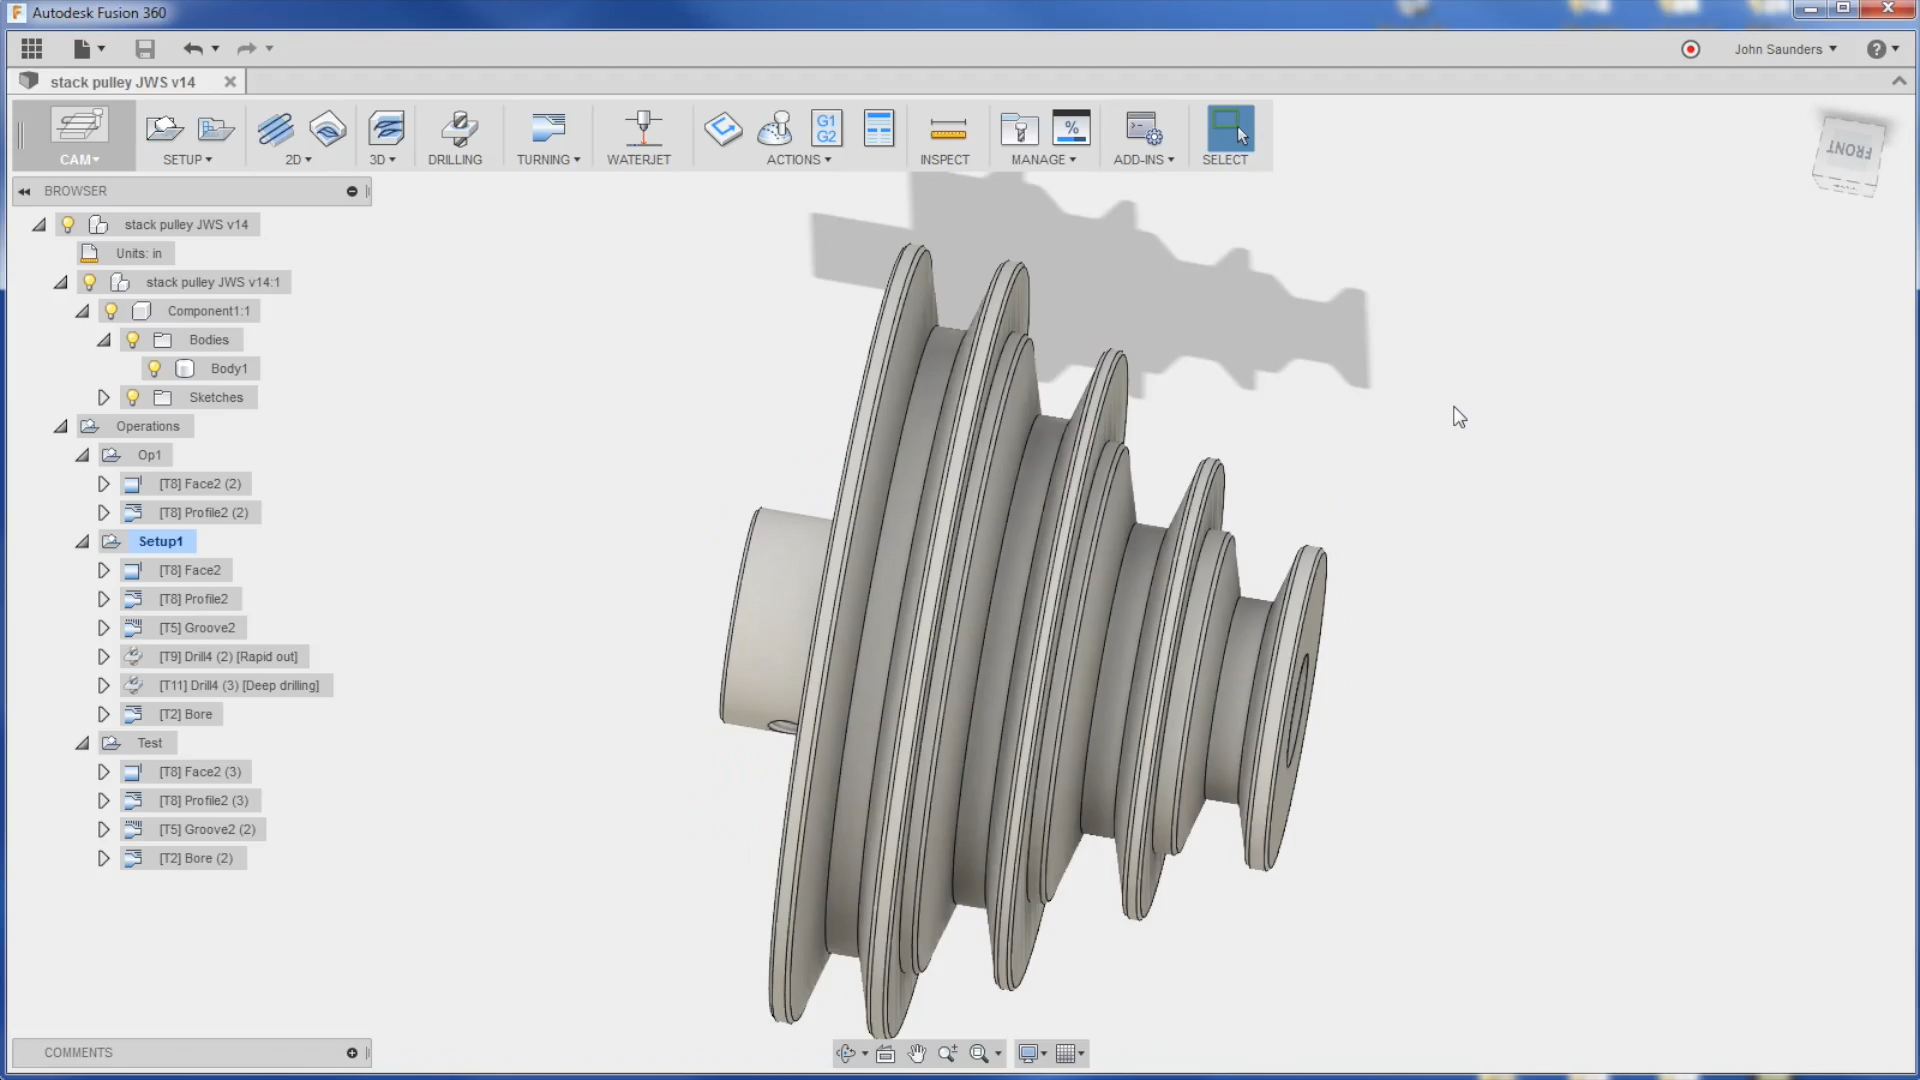 Autodesk Fusion 360
John Saunders
stack pulley JWS v14
CAM
SETUP
2D
3D
DRILLING
TURNING
WATERJET
G1
G2
ACTIONS
INSPECT
%
MANAGE
ADD-INS
SELECT
FRONT
BROWSER
stack pulley JWS v14
Units: in
stack pulley JWS v14:1
Component1:1
Bodies
Body1
Sketches
Operations
Op1
[T8] Face2 (2)
[T8] Profile2 (2)
Setup1
[T8] Face2
[T8] Profile2
[T5] Groove2
[T9] Drill4 (2) [Rapid out]
[T11] Drill4 (3) [Deep drilling]
[T2] Bore
Test
[T8] Face2 (3)
[T8] Profile2 (3)
[T5] Groove2 (2)
[T2] Bore (2)
COMMENTS